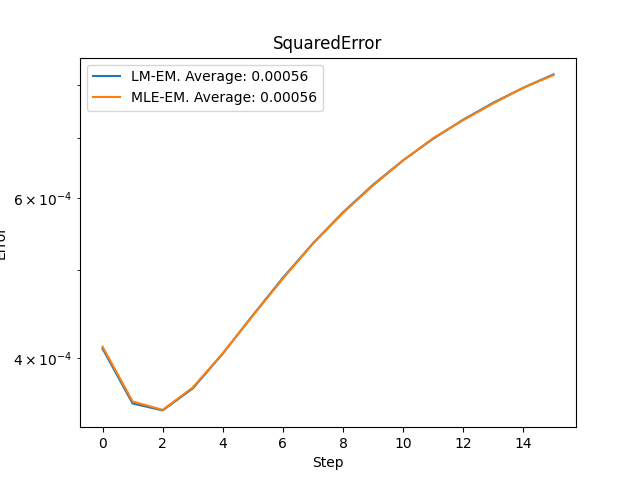 SquaredError
LM-EM. Average: 0.00056
MLE-EM. Average: 0.00056
6 × 10⁻⁴
4 × 10⁻⁴
Error
0 2 4 6 8 10 12 14
Step